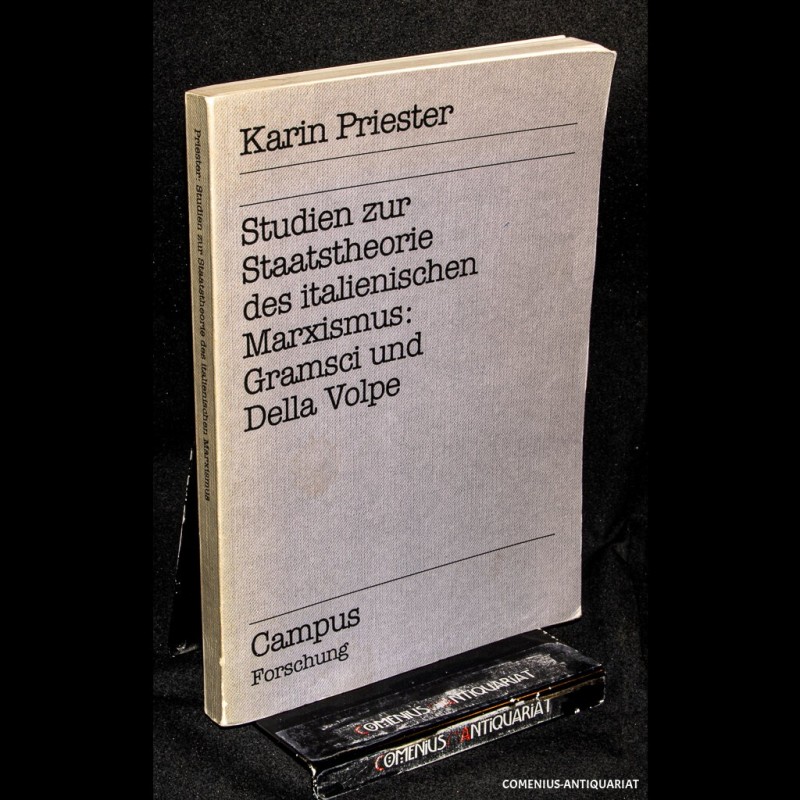 Karin Priester
Studien zur
Staatstheorie
des italienischen
Marxismus:
Gramsci und
Della Volpe
Campus
Forschung
Priester: Studien zur Staatstheorie des italienischen Marxismus
COMENIUS ANTIQUARIAT
COMENIUS ANTIQUARIAT
COMENIUS-ANTIQUARIAT